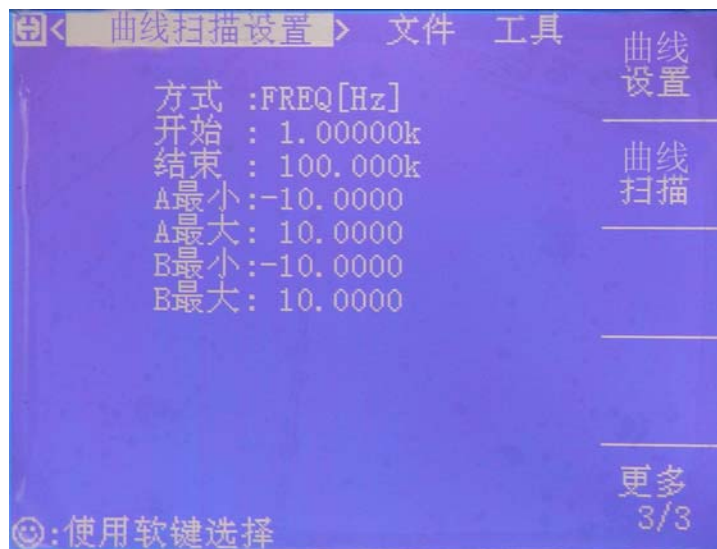 < 曲线扫描设置 > 文件 工具
曲线
设置
方式 :FREQ[Hz]
开始 : 1.00000k
结束 : 100.000k
A最小:-10.0000
A最大: 10.0000
B最小:-10.0000
B最大: 10.0000
曲线
扫描
更多
3/3
:使用软键选择